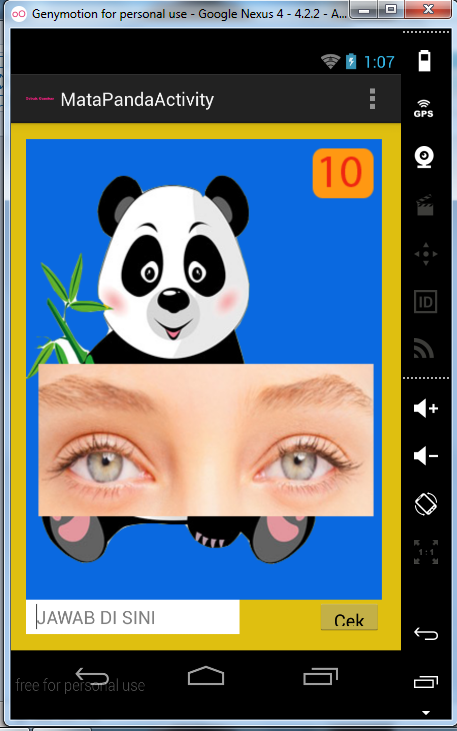 Genymotion for personal use - Google Nexus 4 - 4.2.2 - A...
1:07
MataPandaActivity
GPS
10
ID
1:1
JAWAB DI SINI
Cek
free for personal use